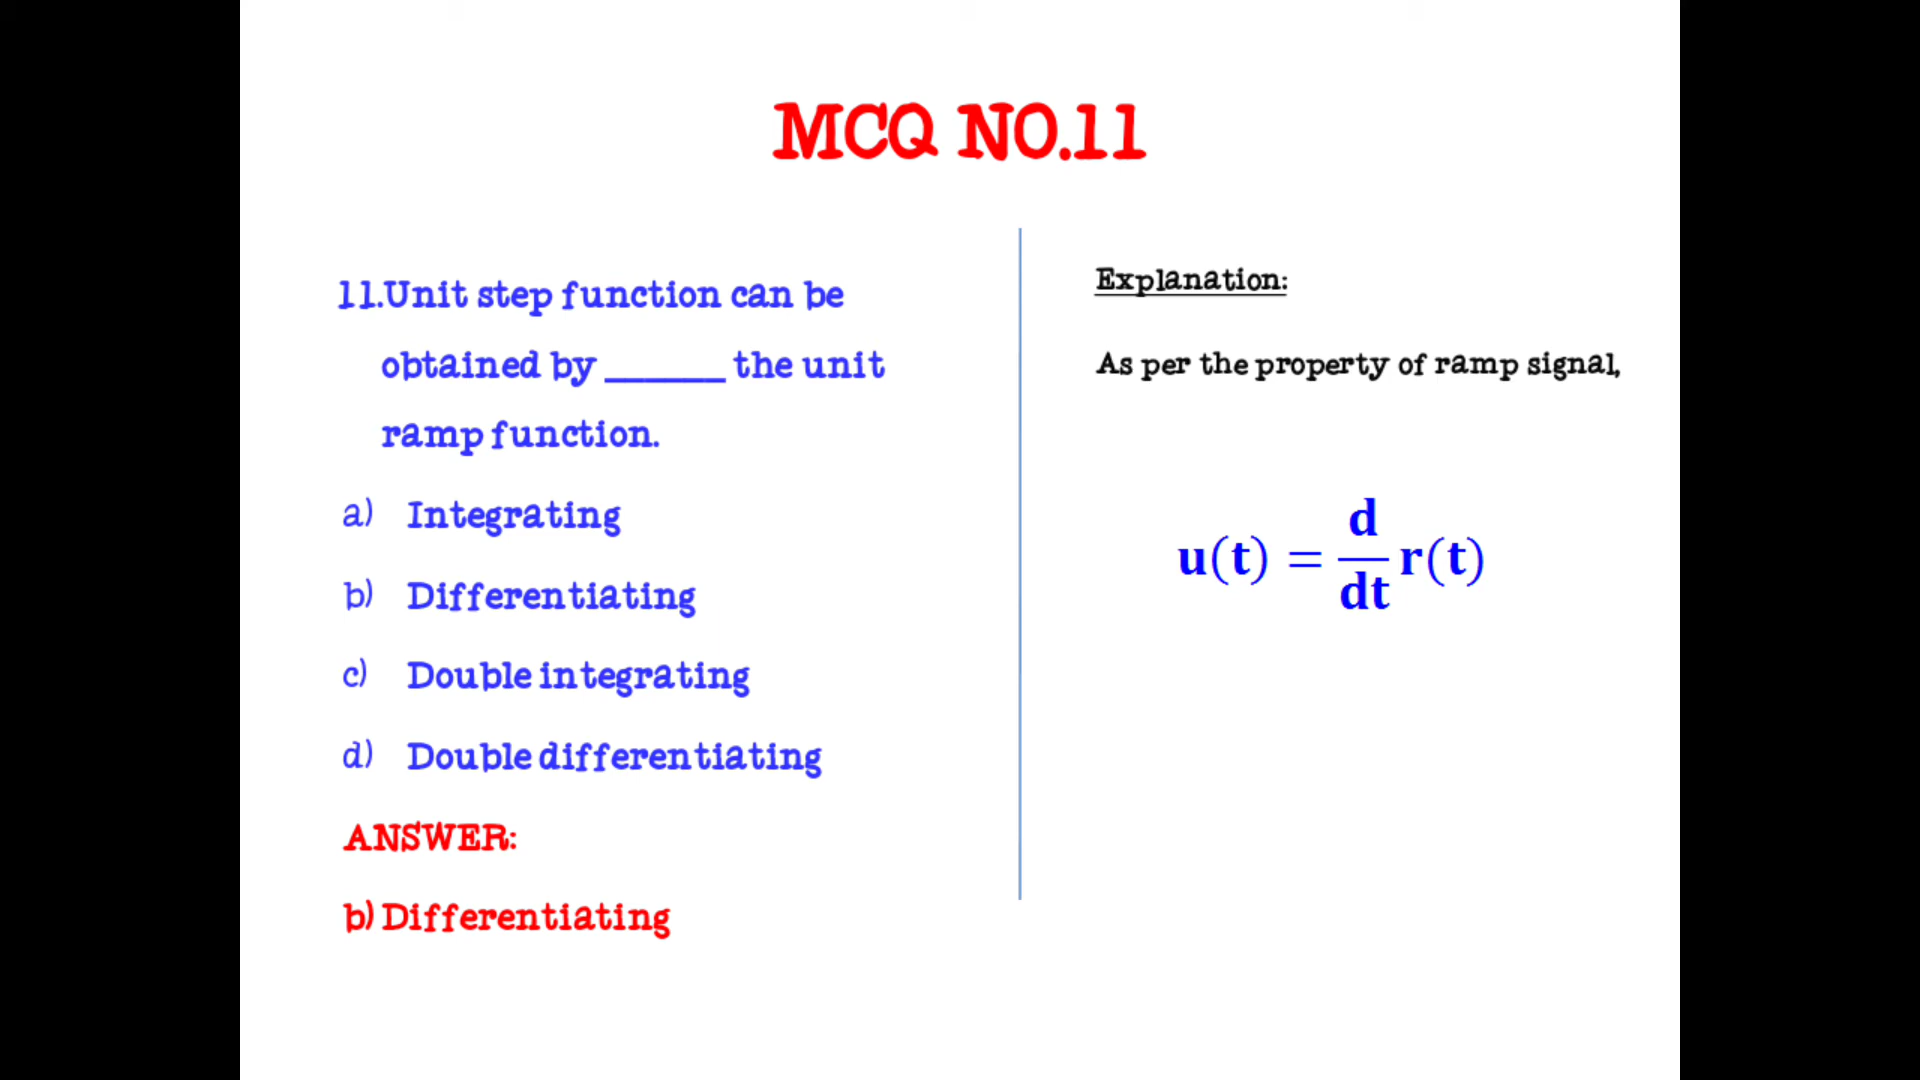 MCQ NO.11
11.Unit step function can be
obtained by ______ the unit
ramp function.
a) Integrating
b) Differentiating
c) Double integrating
d) Double differentiating
ANSWER:
b) Differentiating
Explanation:
As per the property of ramp signal,
u(t) = d/dt r(t)